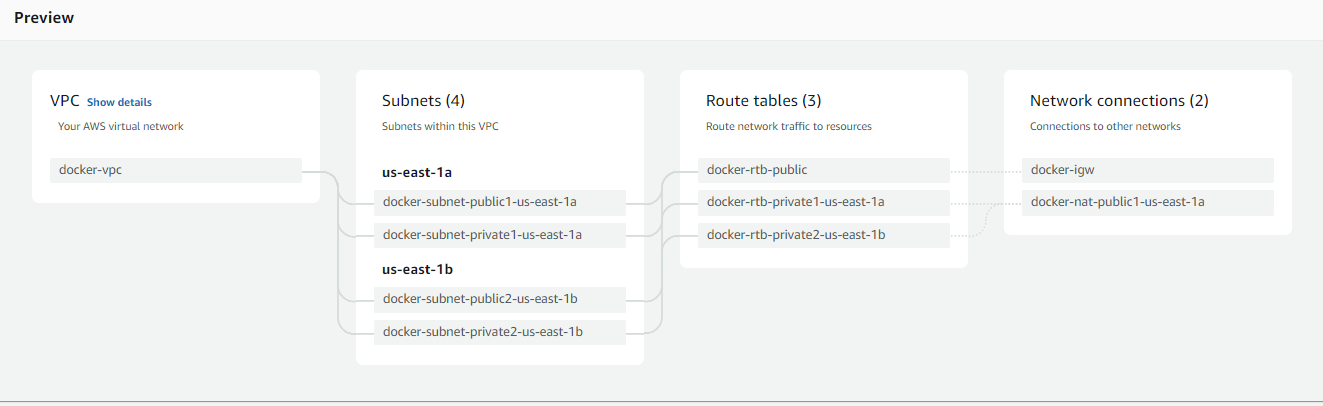 Preview
VPC Show details
Your AWS virtual network
docker-vpc
Subnets (4)
Subnets within this VPC
us-east-1a
docker-subnet-public1-us-east-1a
docker-subnet-private1-us-east-1a
us-east-1b
docker-subnet-public2-us-east-1b
docker-subnet-private2-us-east-1b
Route tables (3)
Route network traffic to resources
docker-rtb-public
docker-rtb-private1-us-east-1a
docker-rtb-private2-us-east-1b
Network connections (2)
Connections to other networks
docker-igw
docker-nat-public1-us-east-1a